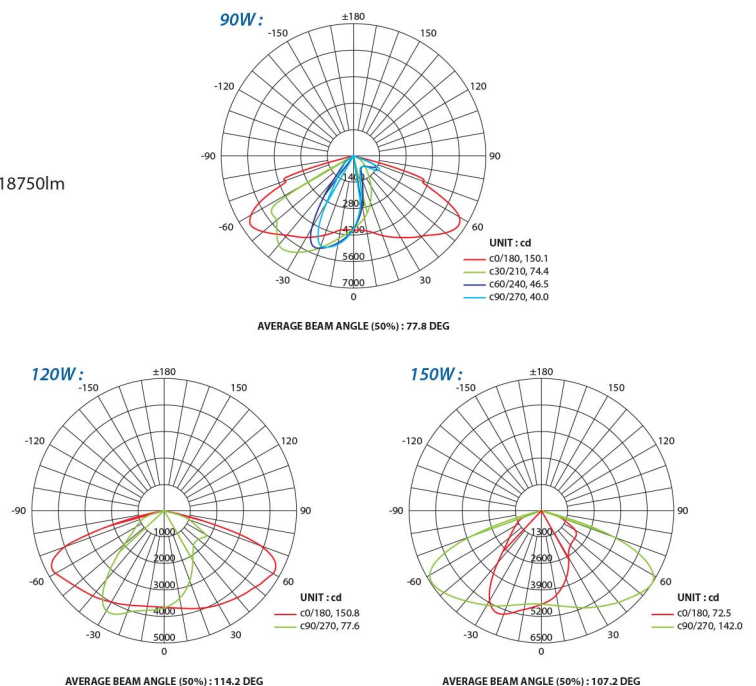 90W :
±180
-150 150
-120 120
-90 90
18750lm
1400
2800
4200
5600
7000
-60 60
-30 30
0
UNIT : cd
c0/180, 150.1
c30/210, 74.4
c60/240, 46.5
c90/270, 40.0
AVERAGE BEAM ANGLE (50%) : 77.8 DEG
120W :
±180
-150 150
-120 120
-90 90
1000
2000
3000
4000
5000
-60 60
-30 30
0
UNIT : cd
c0/180, 150.8
c90/270, 77.6
AVERAGE BEAM ANGLE (50%) : 114.2 DEG
150W :
±180
-150 150
-120 120
-90 90
1300
2600
3900
5200
6500
-60 60
-30 30
0
UNIT : cd
c0/180, 72.5
c90/270, 142.0
AVERAGE BEAM ANGLE (50%) : 107.2 DEG